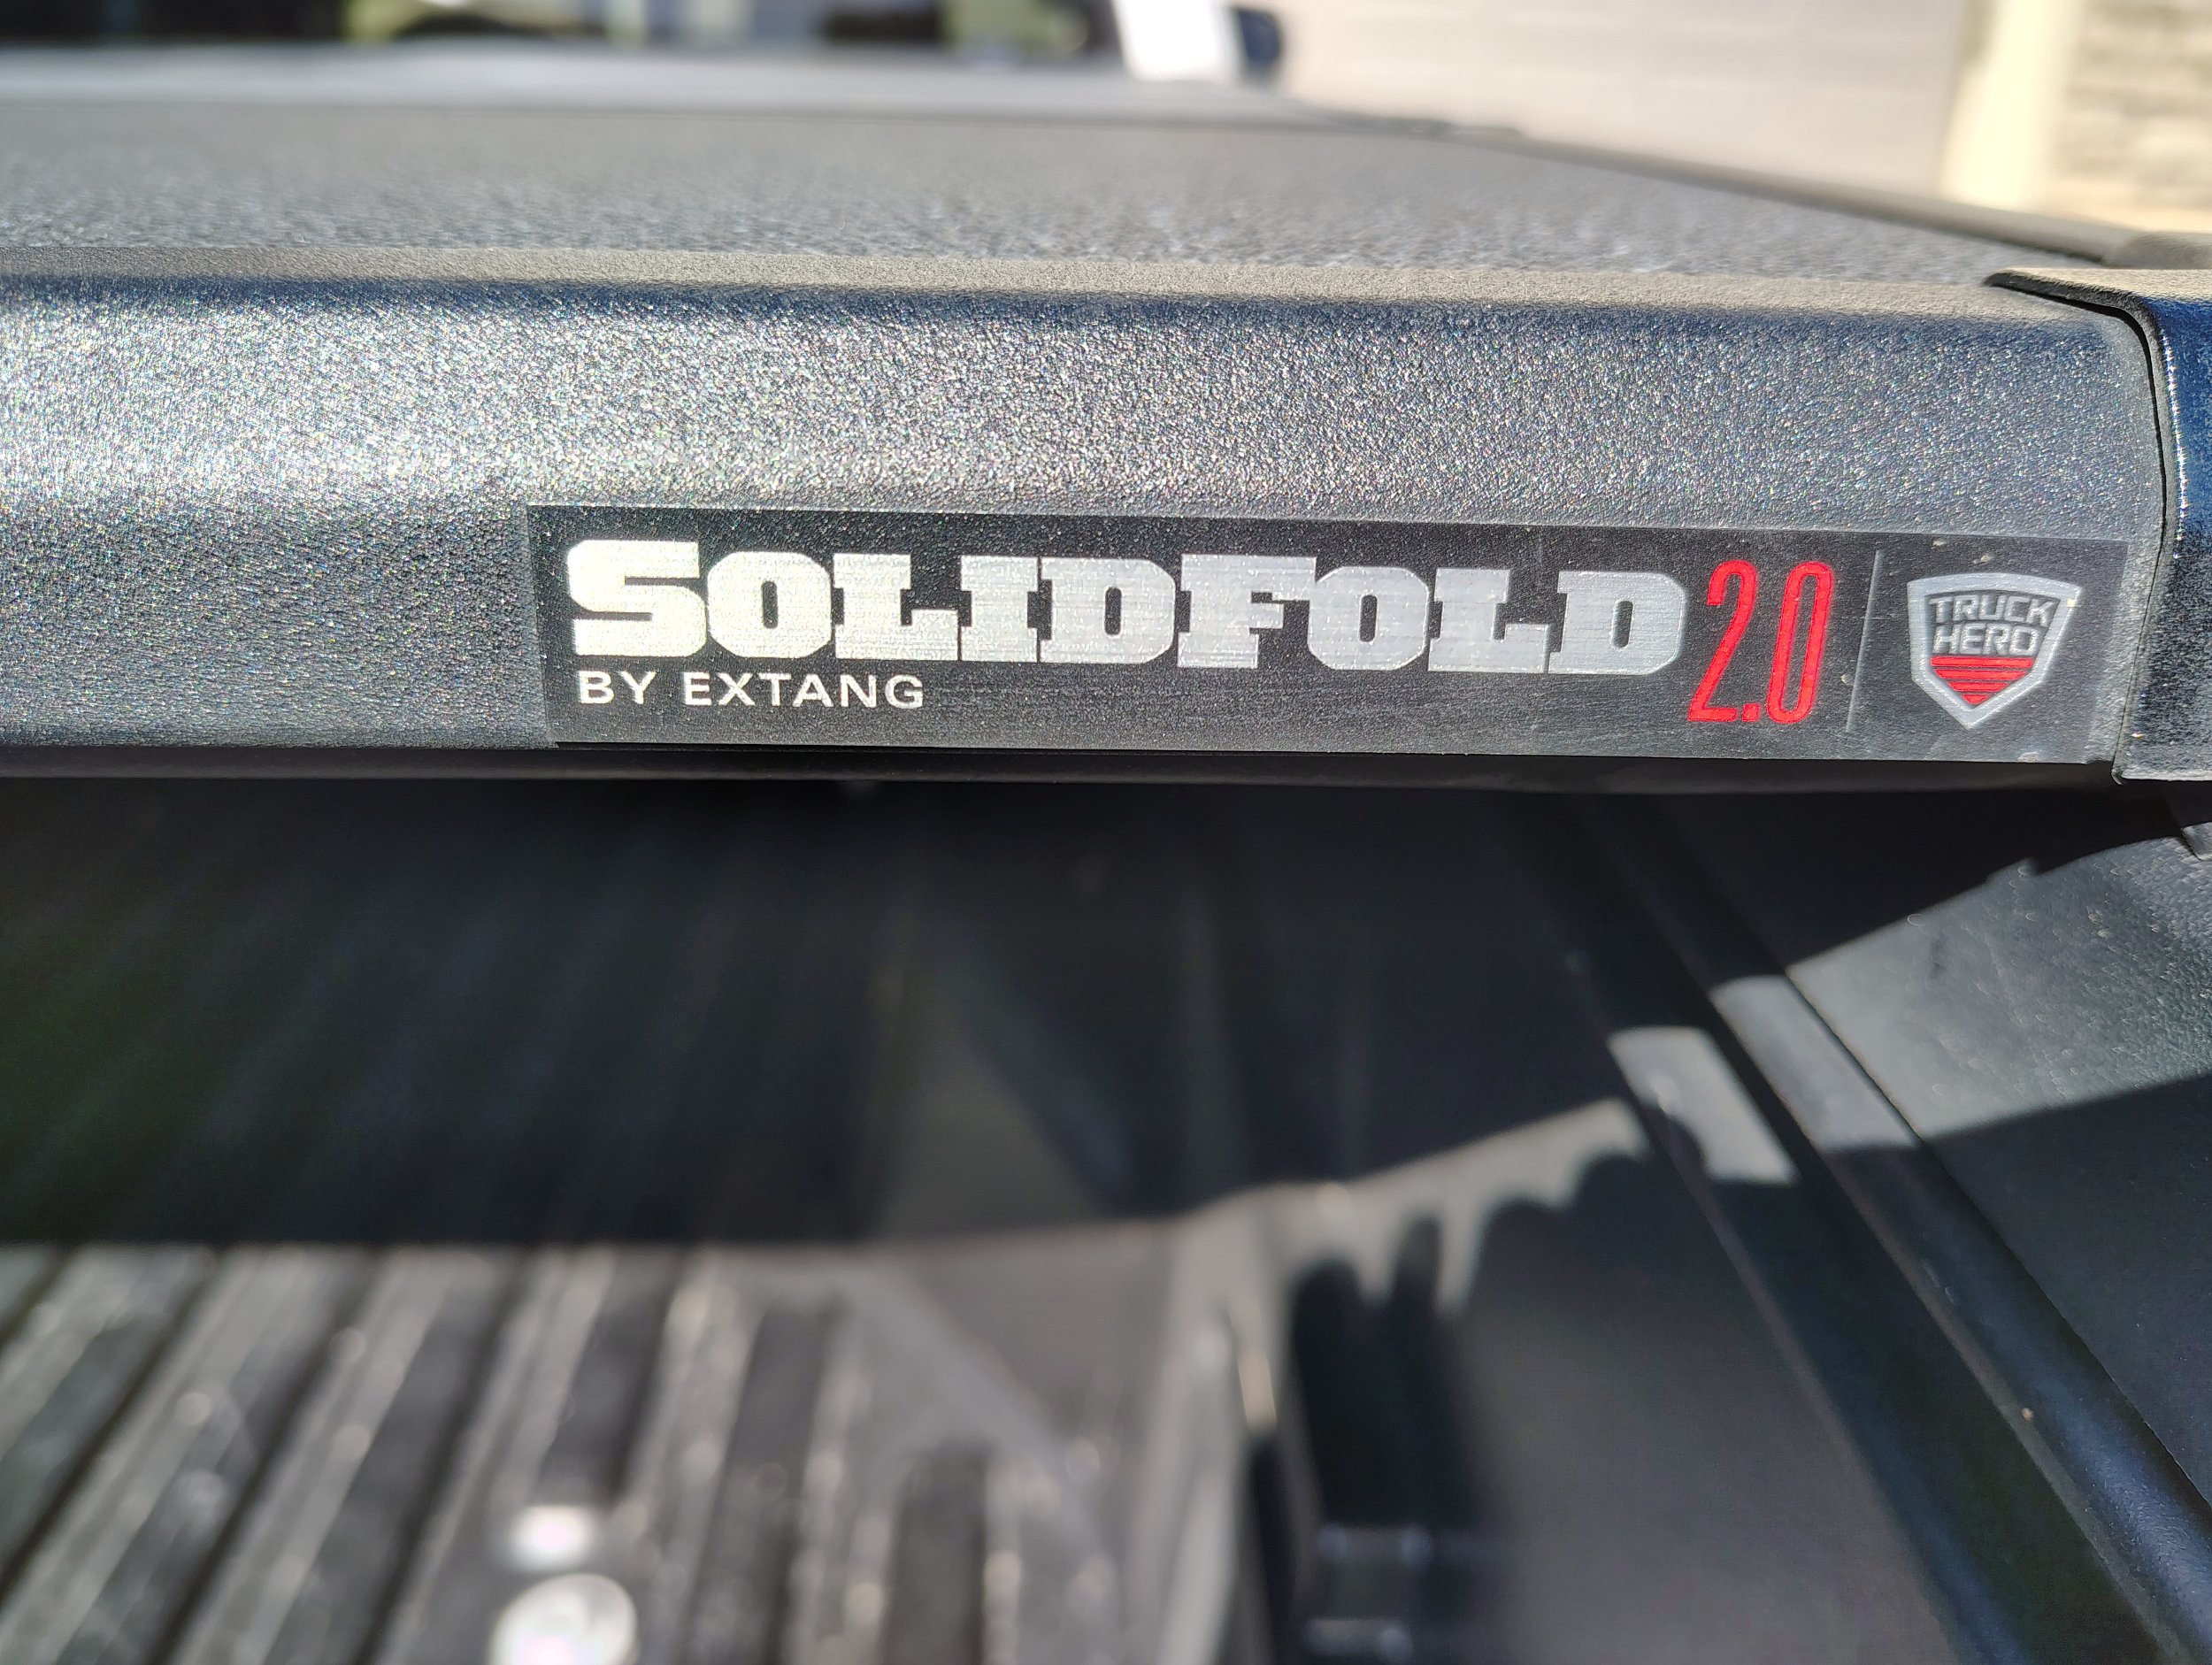 SOLIDFOLD 2.0
BY EXTANG
TRUCK
HERO